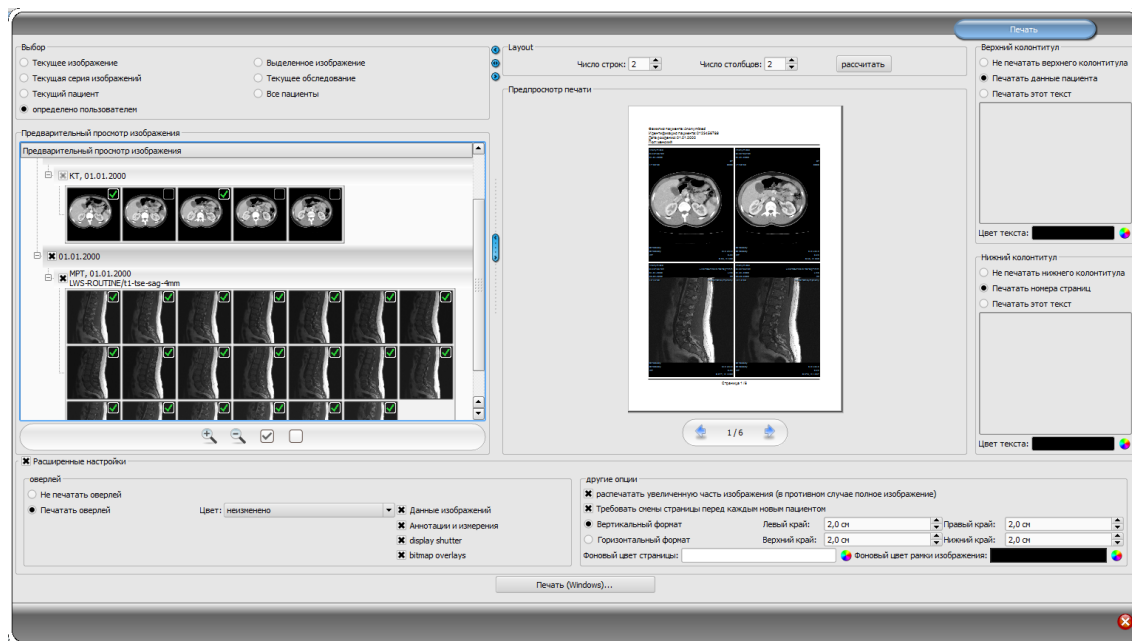 Печать
Выбор
Текущее изображение
Выделенное изображение
Текущая серия изображений
Текущее обследование
Текущий пациент
Все пациенты
определено пользователем
Предварительный просмотр изображения
Предварительный просмотр изображения
КТ, 01.01.2000
01.01.2000
МРТ, 01.01.2000
LWS-ROUTINE/t1-tse-sag-4mm
Layout
Число строк: 2
Число столбцов: 2
рассчитать
Предпросмотр печати
Страница 1/6
1/6
Верхний колонтитул
Не печатать верхнего колонтитула
Печатать данные пациента
Печатать этот текст
Цвет текста:
Нижний колонтитул
Не печатать нижнего колонтитула
Печатать номера страниц
Печатать этот текст
Цвет текста:
Расширенные настройки
оверлей
Не печатать оверлей
Печатать оверлей
Цвет: неизменено
Данные изображений
Аннотации и измерения
display shutter
bitmap overlays
другие опции
распечатать увеличенную часть изображения (в противном случае полное изображение)
Требовать смены страницы перед каждым новым пациентом
Вертикальный формат
Левый край: 2,0 cm
Правый край: 2,0 cm
Горизонтальный формат
Верхний край: 2,0 cm
Нижний край: 2,0 cm
Фоновый цвет страницы:
Фоновый цвет рамки изображения:
Печать (Windows)...